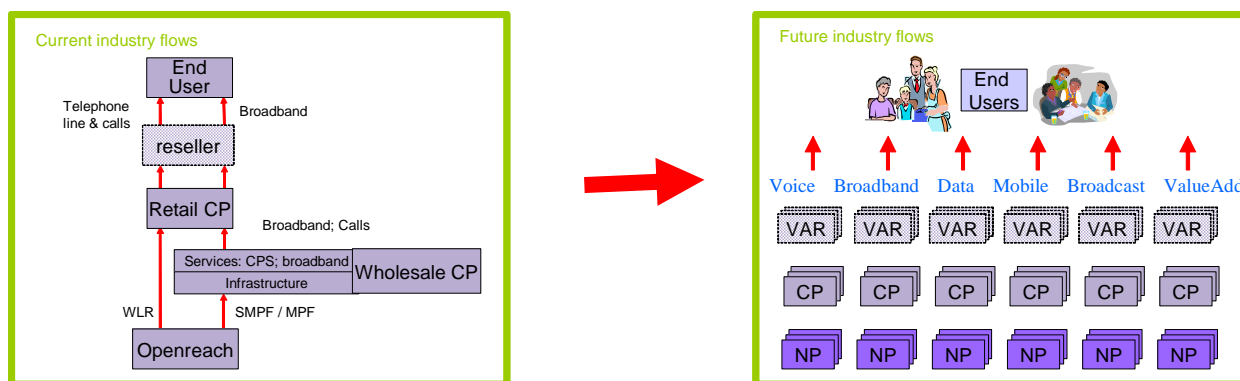 Current industry flows
End
User
Telephone
line & calls
Broadband
reseller
Retail CP
Broadband; Calls
Services: CPS; broadband
Wholesale CP
Infrastructure
WLR
SMPF / MPF
Openreach
Future industry flows
End
Users
Voice Broadband Data Mobile Broadcast ValueAdd
VAR VAR VAR VAR VAR VAR
CP CP CP CP CP CP
NP NP NP NP NP NP